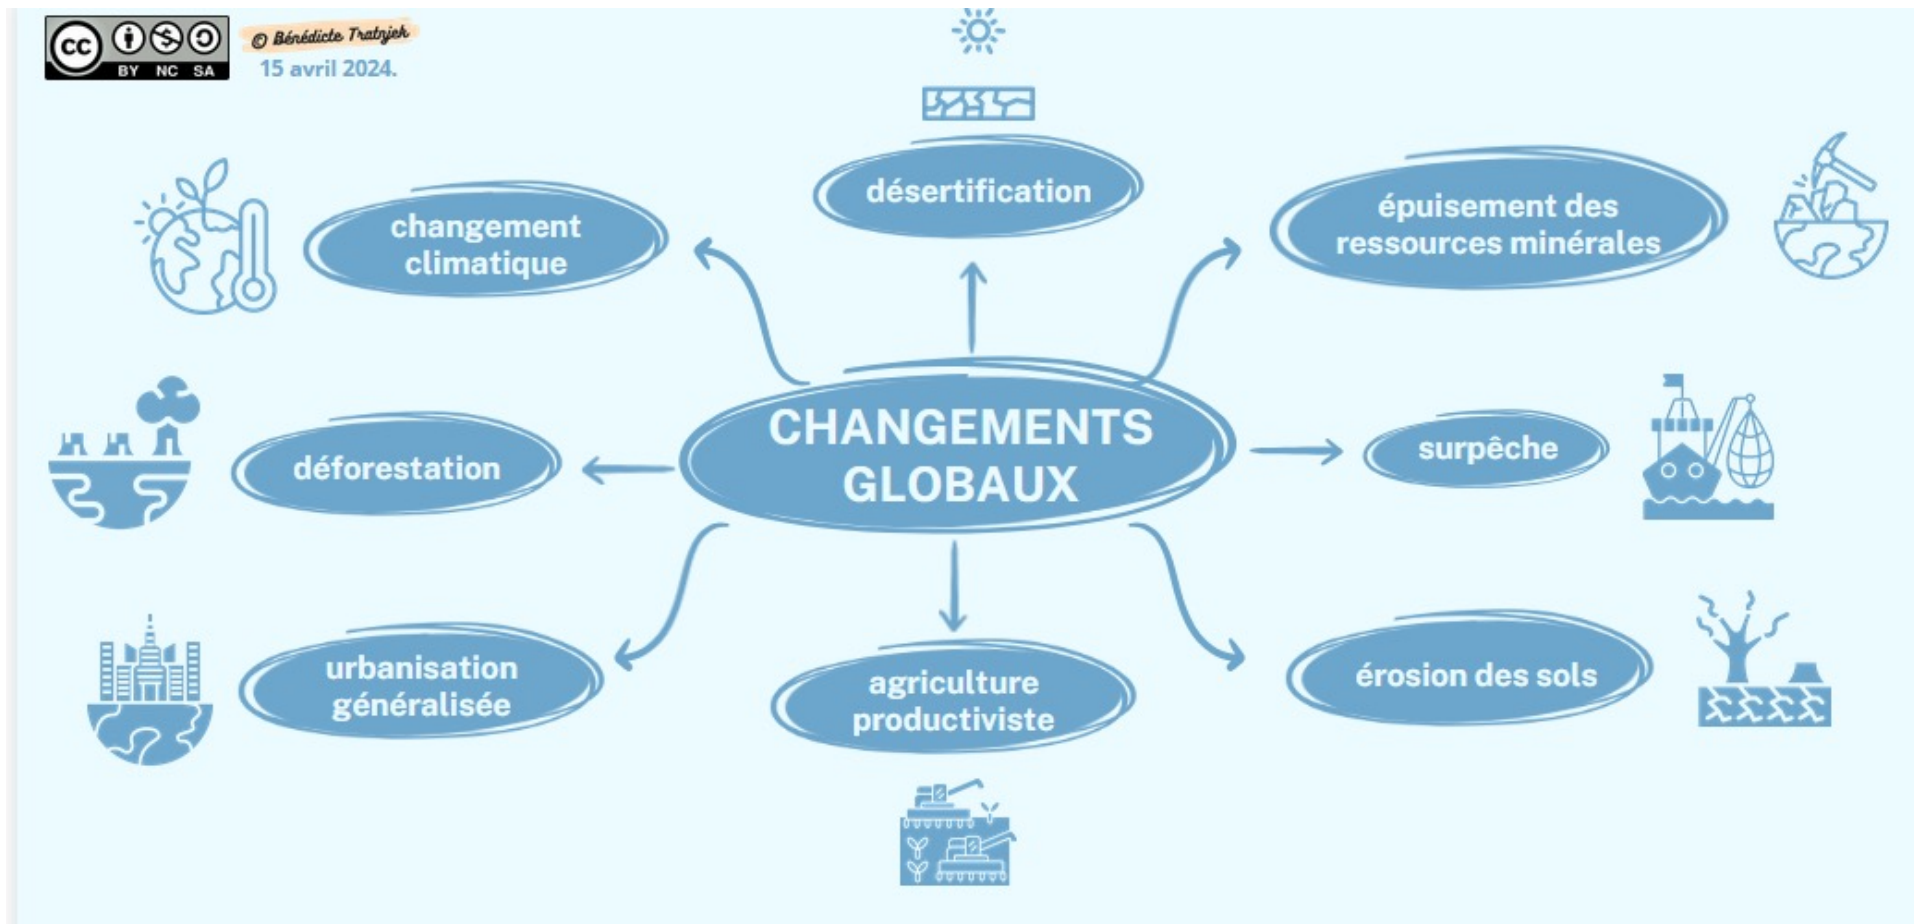 cc
BY NC SA
© Bénédicte Tratnjek
15 avril 2024.
désertification
changement
climatique
épuisement des
ressources minérales
CHANGEMENTS
GLOBAUX
déforestation
surpêche
urbanisation
généralisée
agriculture
productiviste
érosion des sols